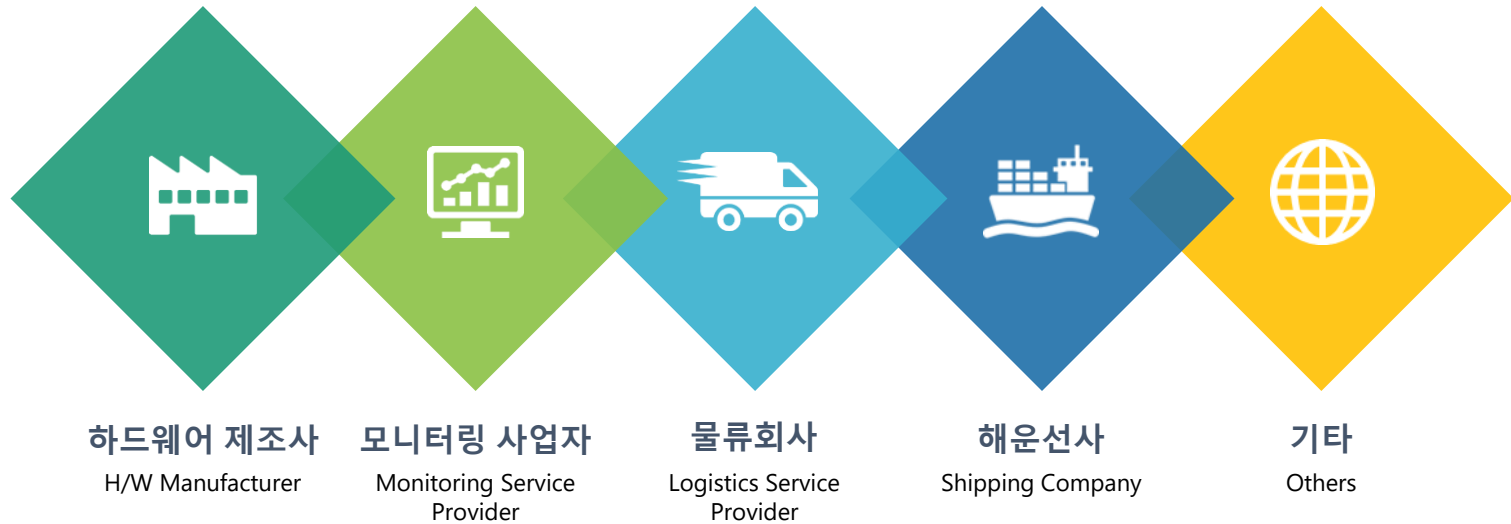 하드웨어 제조사
H/W Manufacturer
모니터링 사업자
Monitoring Service
Provider
물류회사
Logistics Service
Provider
해운선사
Shipping Company
기타
Others